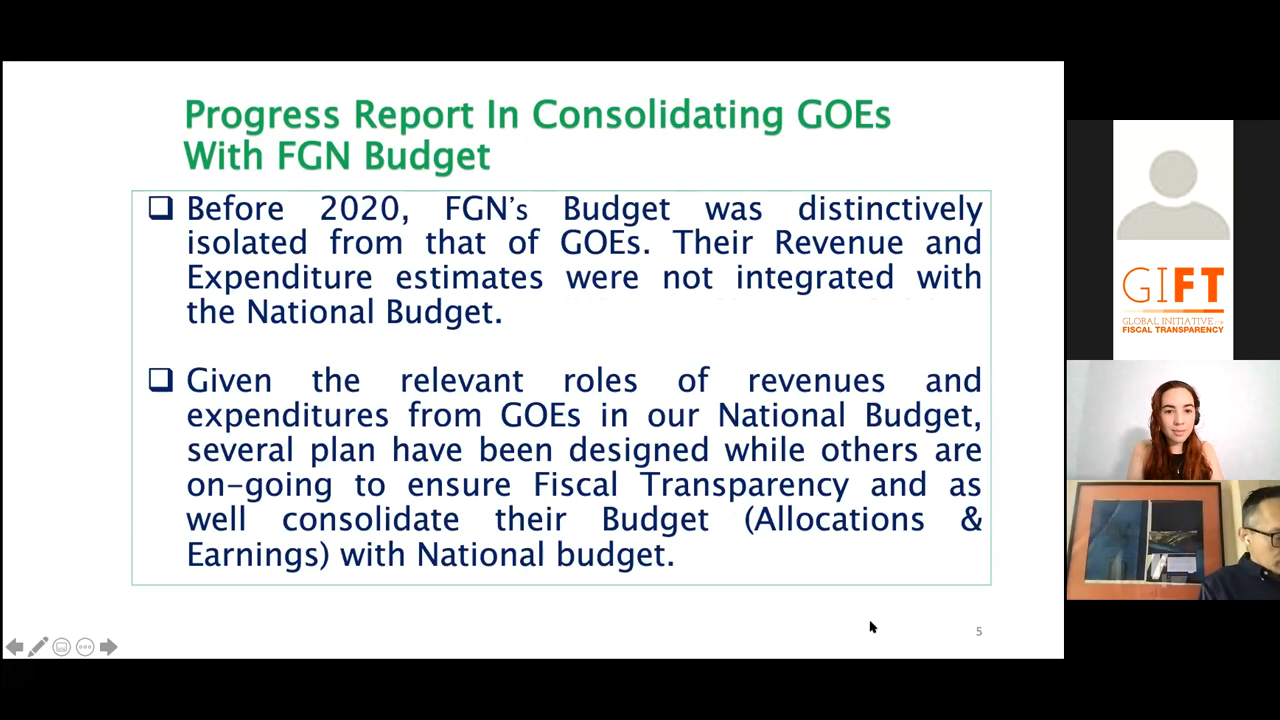 Progress Report In Consolidating GOEs
With FGN Budget
❑ Before 2020, FGN's Budget was distinctively
isolated from that of GOEs. Their Revenue and
Expenditure estimates were not integrated with
the National Budget.
❑ Given the relevant roles of revenues and
expenditures from GOEs in our National Budget,
several plan have been designed while others are
on-going to ensure Fiscal Transparency and as
well consolidate their Budget (Allocations &
Earnings) with National budget.
5
GIFT
GLOBAL INITIATIVE FOR
FISCAL TRANSPARENCY